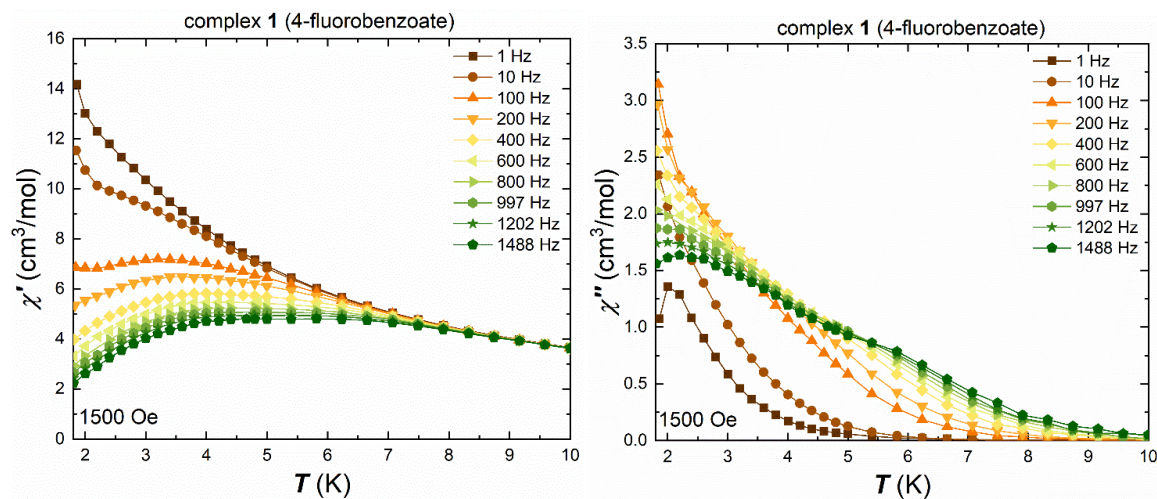 complex 1 (4-fluorobenzoate)
1 Hz
10 Hz
100 Hz
200 Hz
400 Hz
600 Hz
800 Hz
997 Hz
1202 Hz
1488 Hz
χ' (cm³/mol)
16
14
12
10
8
6
4
2
0
1500 Oe
2 3 4 5 6 7 8 9 10
T (K)
complex 1 (4-fluorobenzoate)
1 Hz
10 Hz
100 Hz
200 Hz
400 Hz
600 Hz
800 Hz
997 Hz
1202 Hz
1488 Hz
χ'' (cm³/mol)
3.5
3.0
2.5
2.0
1.5
1.0
0.5
0.0
1500 Oe
2 3 4 5 6 7 8 9 10
T (K)